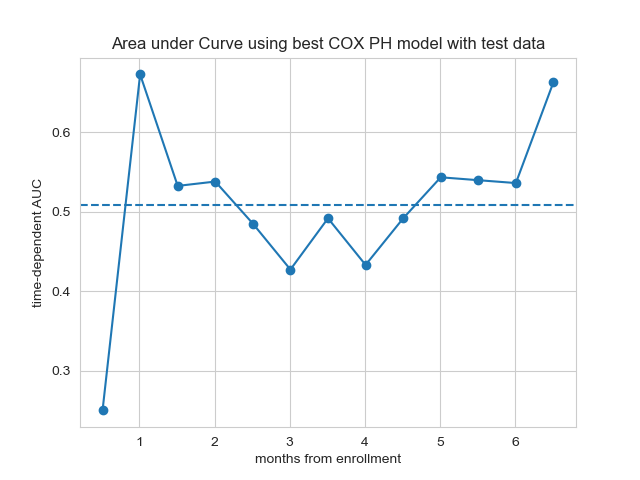 Area under Curve using best COX PH model with test data
time-dependent AUC
0.6
0.5
0.4
0.3
1 2 3 4 5 6
months from enrollment